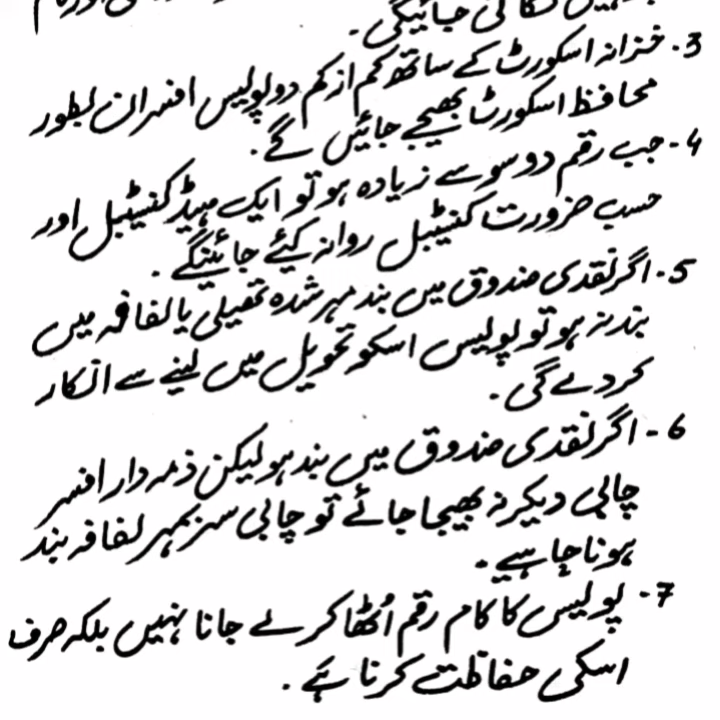 نکالی جائیگی۔
3۔ خزانہ اسکورٹ کے ساتھ کم از کم دو پولیس افسران بطور
محافظ اسکورٹ بھیجے جائیں گے۔
4۔ جب رقم دو سو سے زیادہ ہو تو ایک ہیڈ کنسٹیبل اور
حسب ضرورت کنسٹیبل روانہ کیئے جائینگے۔
5۔ اگر نقدی صندوق میں بند مہر شدہ تھیلی یا لفافہ میں
بند نہ ہو تو پولیس اسکو تحویل میں لینے سے انکار
کر دے گی۔
6۔ اگر نقدی صندوق میں بند ہو لیکن ذمہ دار افسر
چابی دیکر نہ بھیجا جائے تو چابی سربمہر لفافہ بند
ہونا چاہیے۔
7۔ پولیس کا کام رقم اُٹھا کر لے جانا نہیں بلکہ صرف
اسکی حفاظت کرنا ہے۔